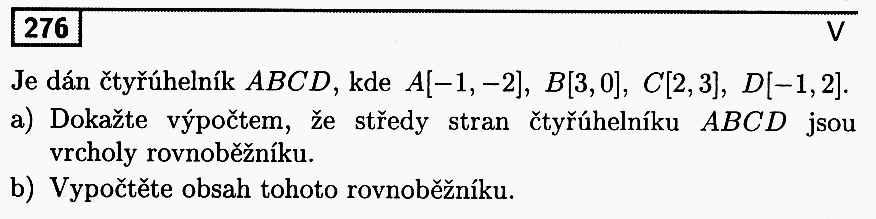 276 V
Je dán čtyřúhelník ABCD, kde A[−1, −2], B[3, 0], C[2, 3], D[−1, 2].
a) Dokažte výpočtem, že středy stran čtyřúhelníku ABCD jsou
vrcholy rovnoběžníku.
b) Vypočtěte obsah tohoto rovnoběžníku.